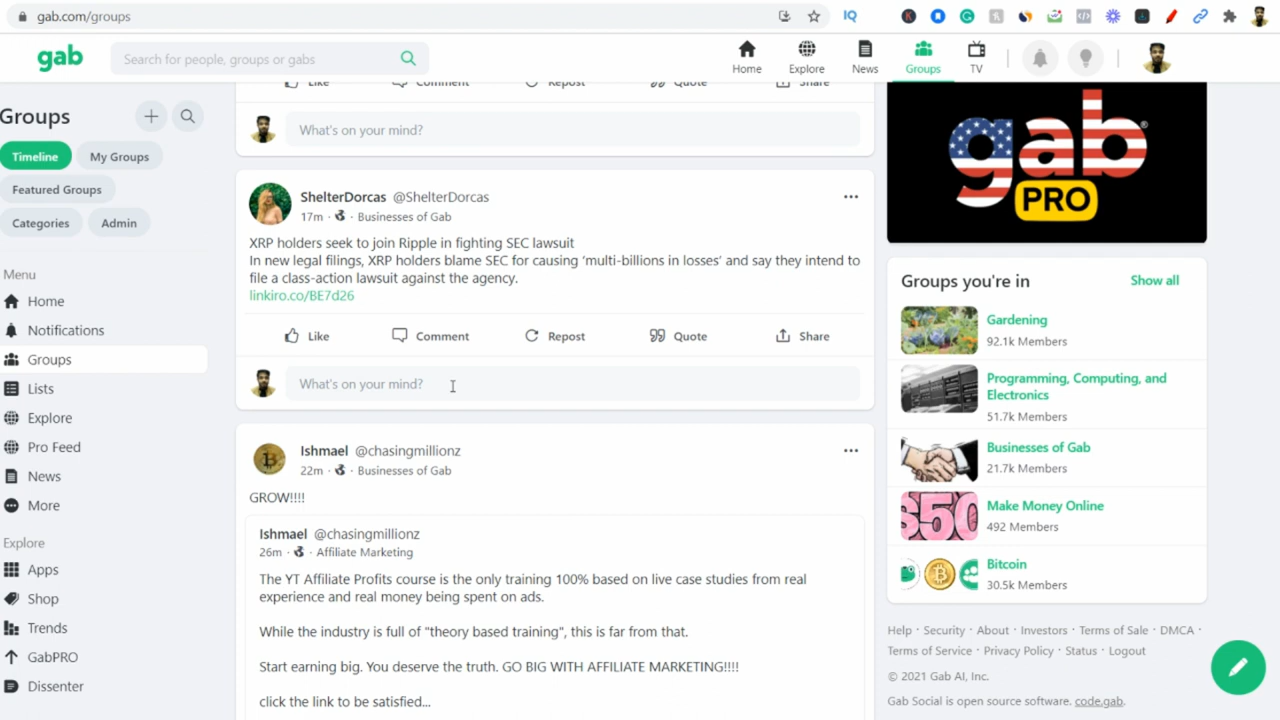 gab.com/groups
IQ
gab
Search for people, groups or gabs
Home
Explore
News
Groups
TV
Groups
Timeline
My Groups
Featured Groups
Categories
Admin
Menu
Home
Notifications
Groups
Lists
Explore
Pro Feed
News
More
Explore
Apps
Shop
Trends
GabPRO
Dissenter
Like
Comment
Repost
Quote
Share
What's on your mind?
ShelterDorcas @ShelterDorcas
17m · · Businesses of Gab
XRP holders seek to join Ripple in fighting SEC lawsuit
In new legal filings, XRP holders blame SEC for causing ‘multi-billions in losses’ and say they intend to
file a class-action lawsuit against the agency.
linkiro.co/BE7d26
Like
Comment
Repost
Quote
Share
What's on your mind?
Ishmael @chasingmillionz
22m · · Businesses of Gab
GROW!!!!
Ishmael @chasingmillionz
26m · · Affiliate Marketing
The YT Affiliate Profits course is the only training 100% based on live case studies from real
experience and real money being spent on ads.
While the industry is full of "theory based training", this is far from that.
Start earning big. You deserve the truth. GO BIG WITH AFFILIATE MARKETING!!!!
click the link to be satisfied...
gab®
PRO
Groups you're in
Show all
Gardening
92.1k Members
Programming, Computing, and
Electronics
51.7k Members
Businesses of Gab
21.7k Members
$50
Make Money Online
492 Members
Bitcoin
30.5k Members
Help · Security · About · Investors · Terms of Sale · DMCA ·
Terms of Service · Privacy Policy · Status · Logout
© 2021 Gab AI, Inc.
Gab Social is open source software. code.gab.